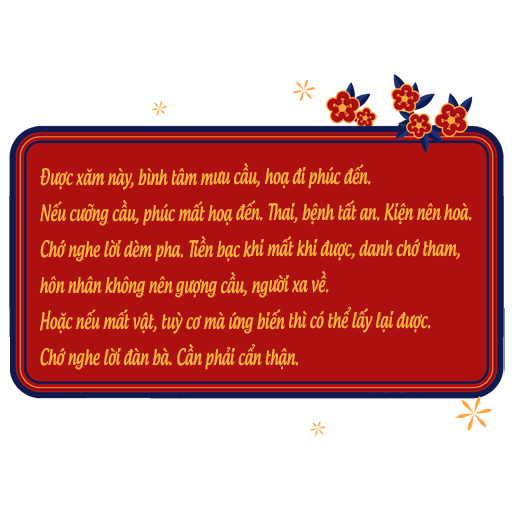 Được xăm này, bình tâm mưu cầu, hoạ đi phúc đến.
Nếu cưỡng cầu, phúc mất hoạ đến. Thai, bệnh tất an. Kiện nên hoà.
Chớ nghe lời dèm pha. Tiền bạc khi mất khi được, danh chớ tham,
hôn nhân không nên gượng cầu, người xa về.
Hoặc nếu mất vật, tuỳ cơ mà ứng biến thì có thể lấy lại được.
Chớ nghe lời đàn bà. Cần phải cẩn thận.